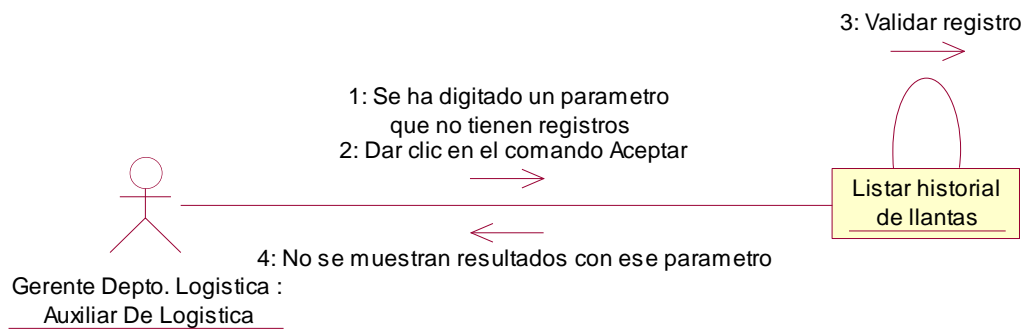 3: Validar registro
1: Se ha digitado un parametro
que no tienen registros
2: Dar clic en el comando Aceptar
Listar historial
de llantas
4: No se muestran resultados con ese parametro
Gerente Depto. Logistica :
Auxiliar De Logistica